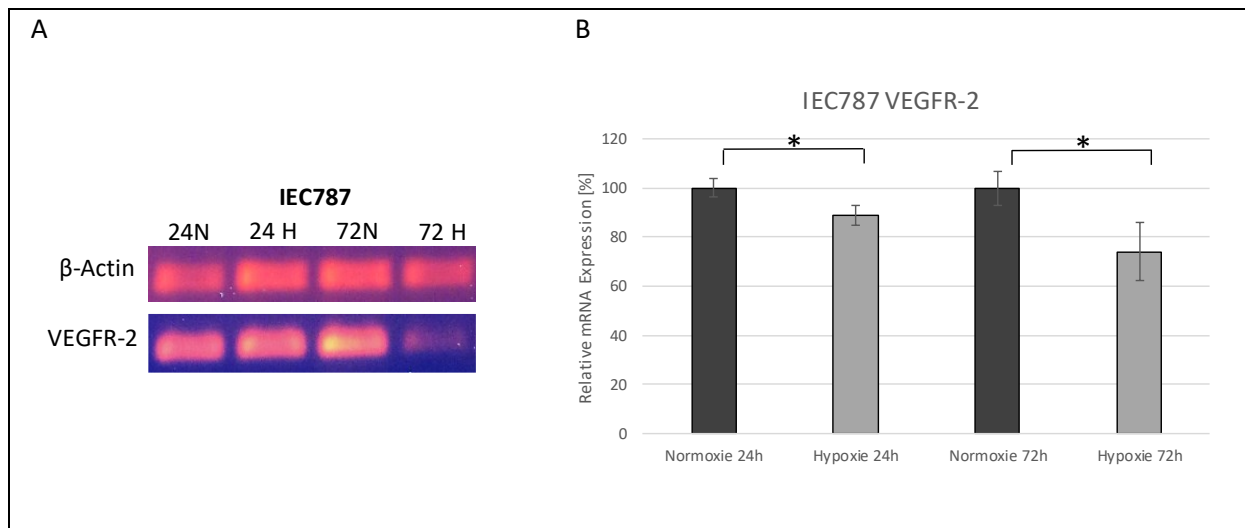 A
IEC787
24N 24 H 72N 72 H
β-Actin
VEGFR-2
B
IEC787 VEGFR-2
Relative mRNA Expression [%]
120
100
80
60
40
20
0
* *
Normoxie 24h Hypoxie 24h Normoxie 72h Hypoxie 72h